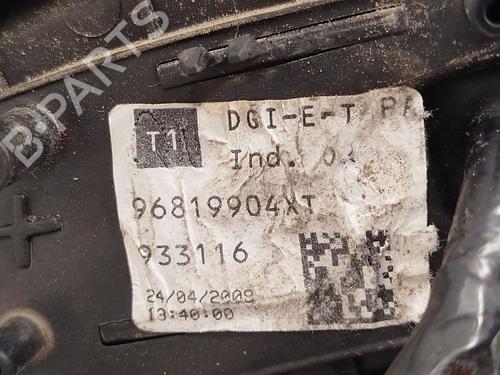 B-PARTS
T1
DGI-E-T
Ind.
96819904XT
933116
24/04/2009
13:40:00